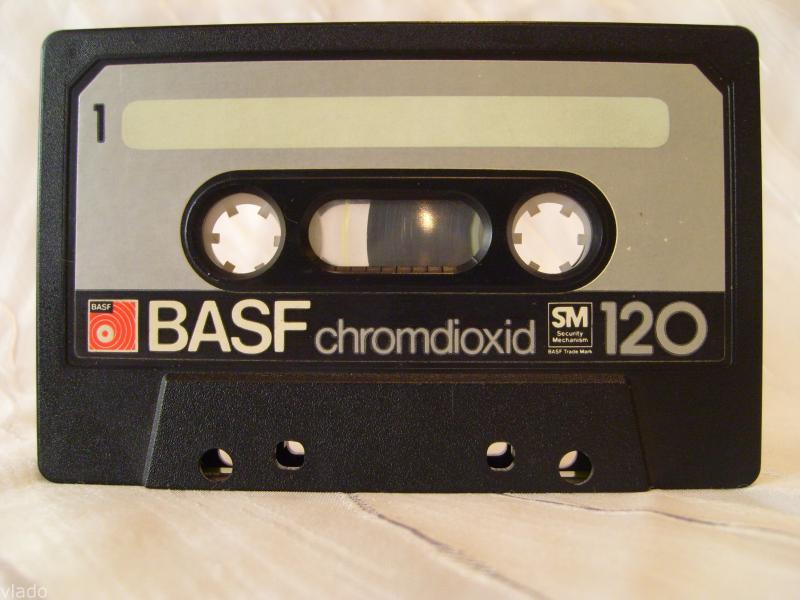 1
BASF
BASF chromdioxid
SM
Security
Mechanism
BASF Trade Mark
120
vlado